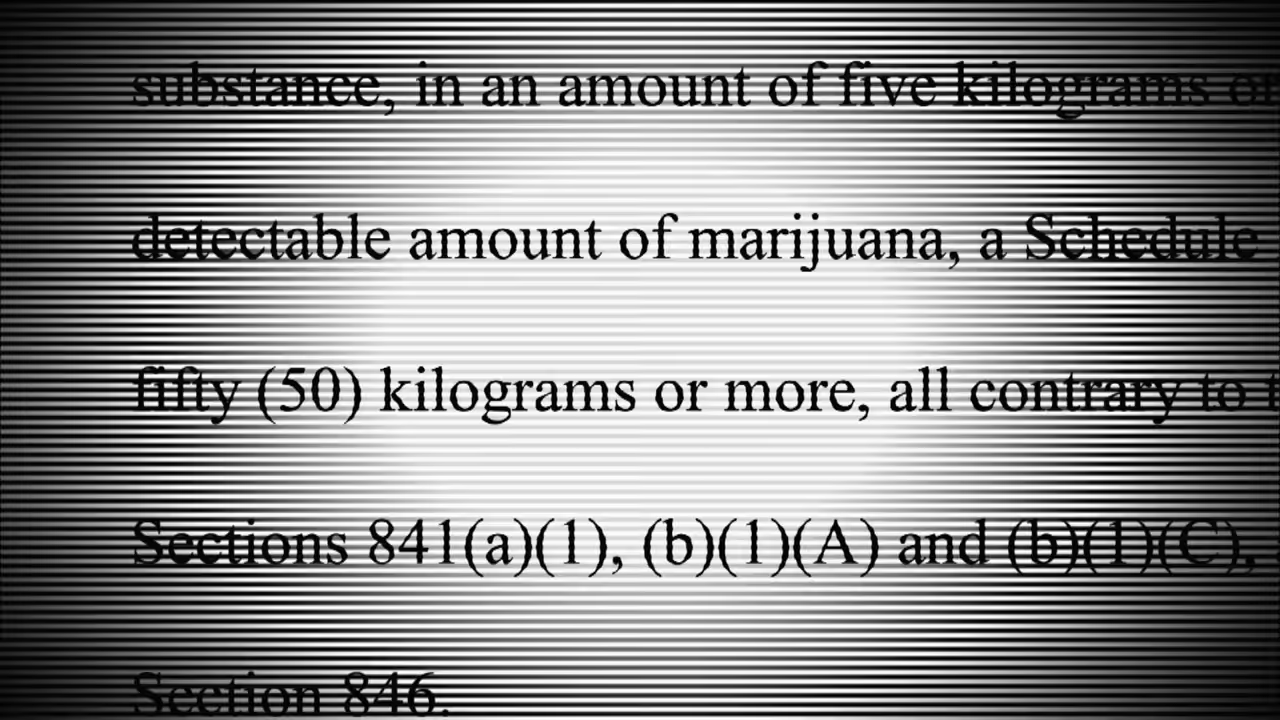 substance, in an amount of five kilograms of
detectable amount of marijuana, a Schedule
fifty (50) kilograms or more, all contrary to
Sections 841(a)(1), (b)(1)(A) and (b)(1)(C),
Section 846.